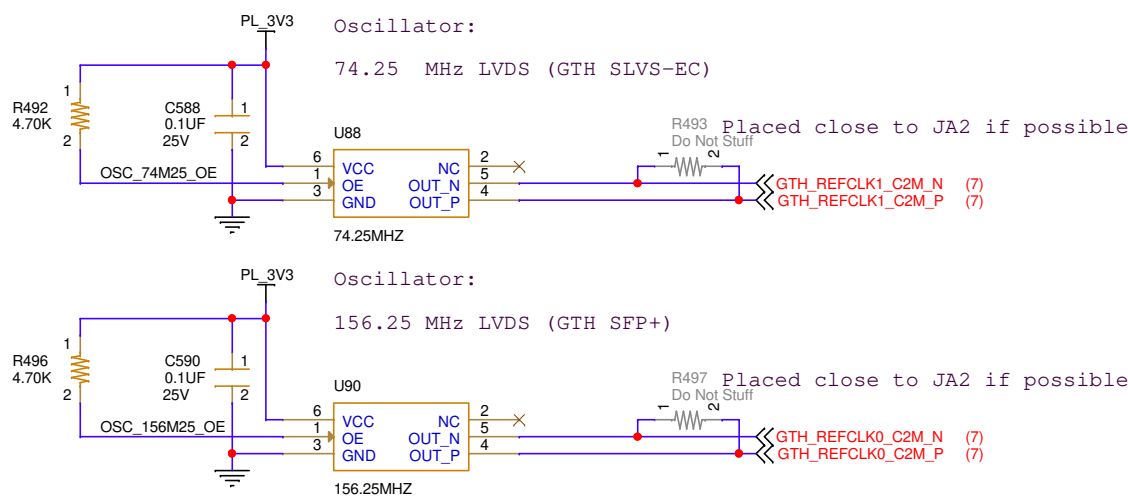 PL_3V3
Oscillator:
74.25 MHz LVDS (GTH SLVS-EC)
1
R492
4.70K
2
C588
0.1UF
25V
1
2
U88
R493
Do Not Stuff
Placed close to JA2 if possible
1 2
OSC_74M25_OE
6 VCC NC 2
1 OE OUT_N 5
3 GND OUT_P 4
GTH_REFCLK1_C2M_N (7)
GTH_REFCLK1_C2M_P (7)
74.25MHZ
PL_3V3
Oscillator:
156.25 MHz LVDS (GTH SFP+)
1
R496
4.70K
2
C590
0.1UF
25V
1
2
U90
R497
Do Not Stuff
Placed close to JA2 if possible
1 2
OSC_156M25_OE
6 VCC NC 2
1 OE OUT_N 5
3 GND OUT_P 4
GTH_REFCLK0_C2M_N (7)
GTH_REFCLK0_C2M_P (7)
156.25MHZ